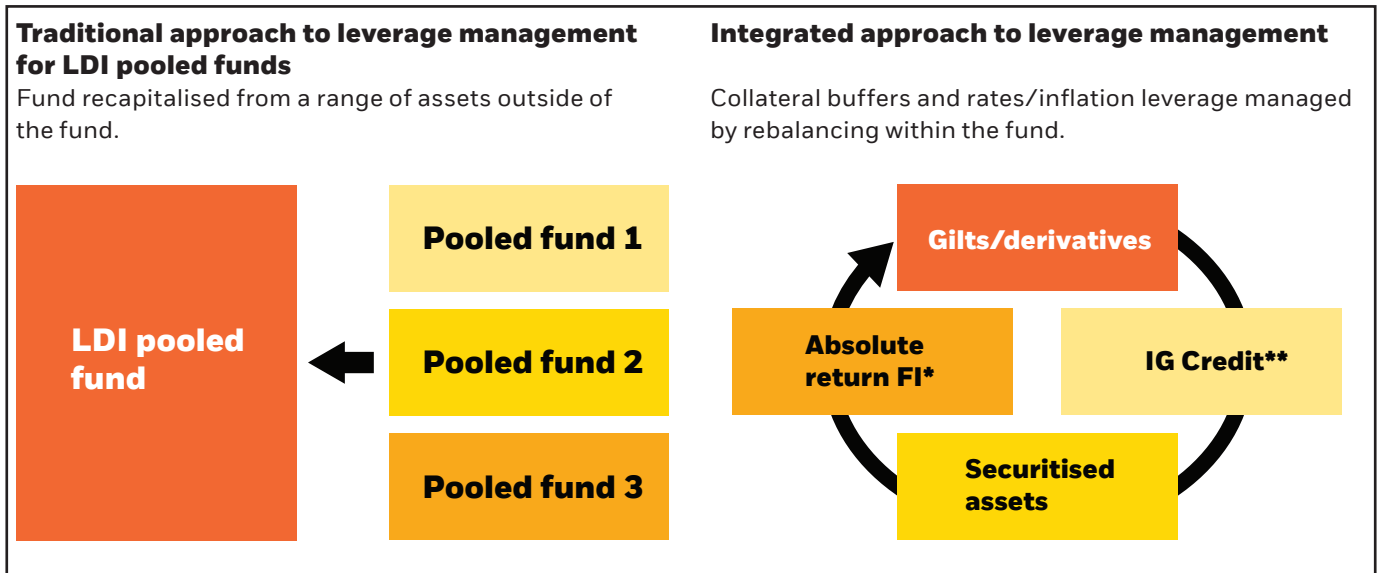 Traditional approach to leverage management
for LDI pooled funds
Fund recapitalised from a range of assets outside of
the fund.
LDI pooled
fund
Pooled fund 1
Pooled fund 2
Pooled fund 3
Integrated approach to leverage management
Collateral buffers and rates/inflation leverage managed
by rebalancing within the fund.
Gilts/derivatives
Absolute
return FI*
IG Credit**
Securitised
assets